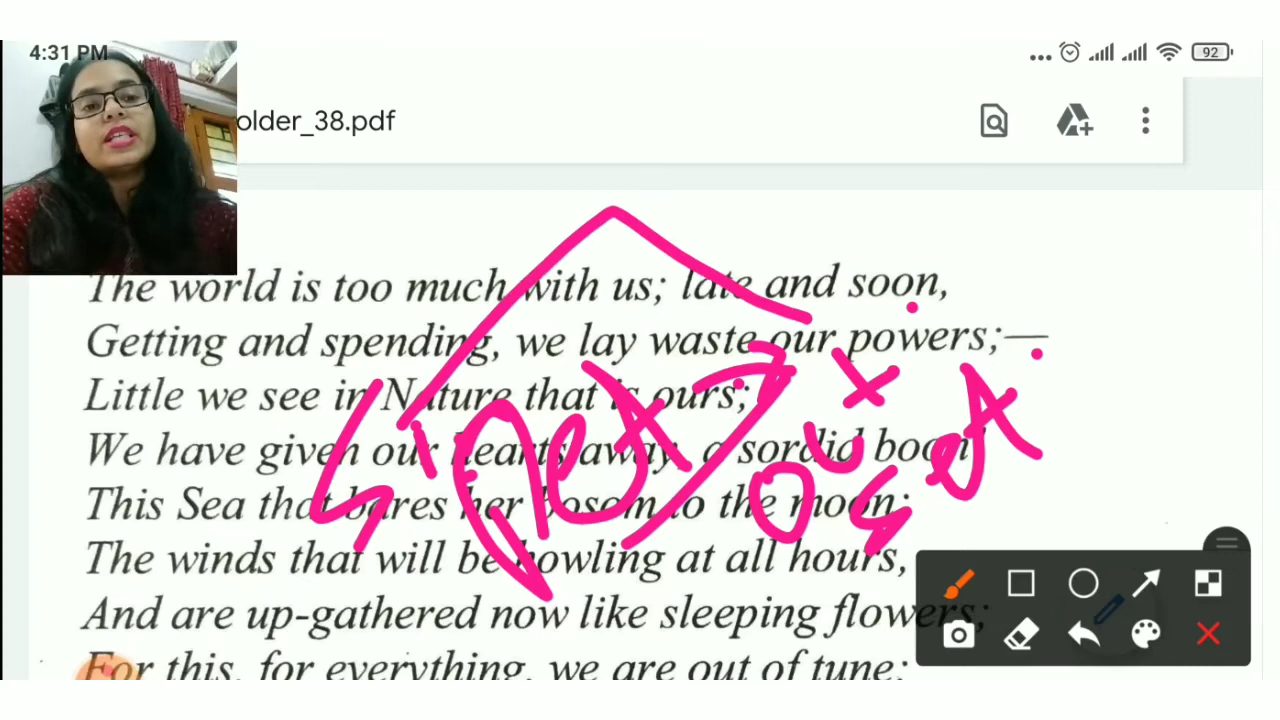 4:31 PM
92
older_38.pdf
The world is too much with us; late and soon,
Getting and spending, we lay waste our powers;—
Little we see in Nature that is ours;
We have given our hearts away, a sordid boon
This Sea that bares her bosom to the moon;
The winds that will be howling at all hours,
And are up-gathered now like sleeping flowers;
For this, for everything, we are out of tune;
out
set